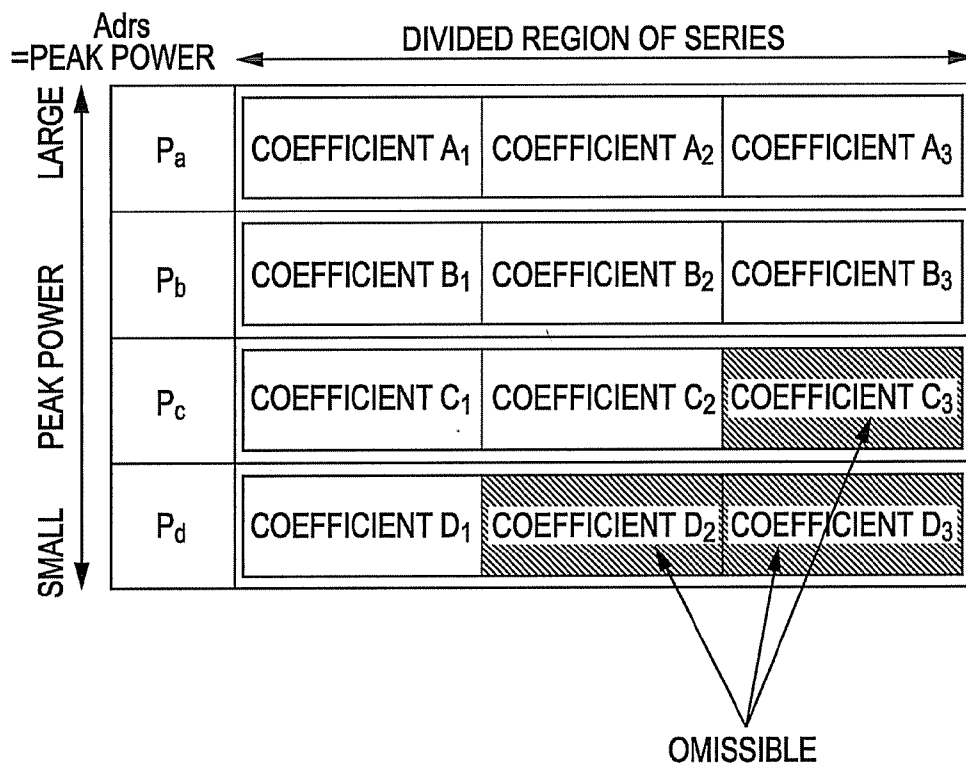 Adrs
=PEAK POWER
DIVIDED REGION OF SERIES
LARGE
PEAK POWER
SMALL
Pa COEFFICIENT A1 COEFFICIENT A2 COEFFICIENT A3
Pb COEFFICIENT B1 COEFFICIENT B2 COEFFICIENT B3
Pc COEFFICIENT C1 COEFFICIENT C2 COEFFICIENT C3
Pd COEFFICIENT D1 COEFFICIENT D2 COEFFICIENT D3
OMISSIBLE